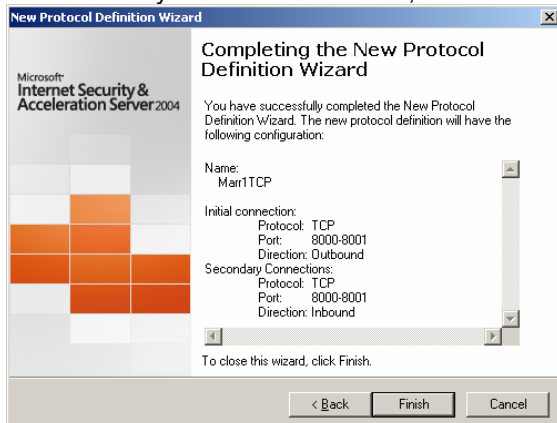 New Protocol Definition Wizard
Microsoft
Internet Security &
Acceleration Server 2004
Completing the New Protocol
Definition Wizard
You have successfully completed the New Protocol
Definition Wizard. The new protocol definition will have the
following configuration:
Name:
Marr1TCP
Initial connection:
Protocol: TCP
Port: 8000-8001
Direction: Outbound
Secondary Connections:
Protocol: TCP
Port: 8000-8001
Direction: Inbound
To close this wizard, click Finish.
< Back
Finish
Cancel